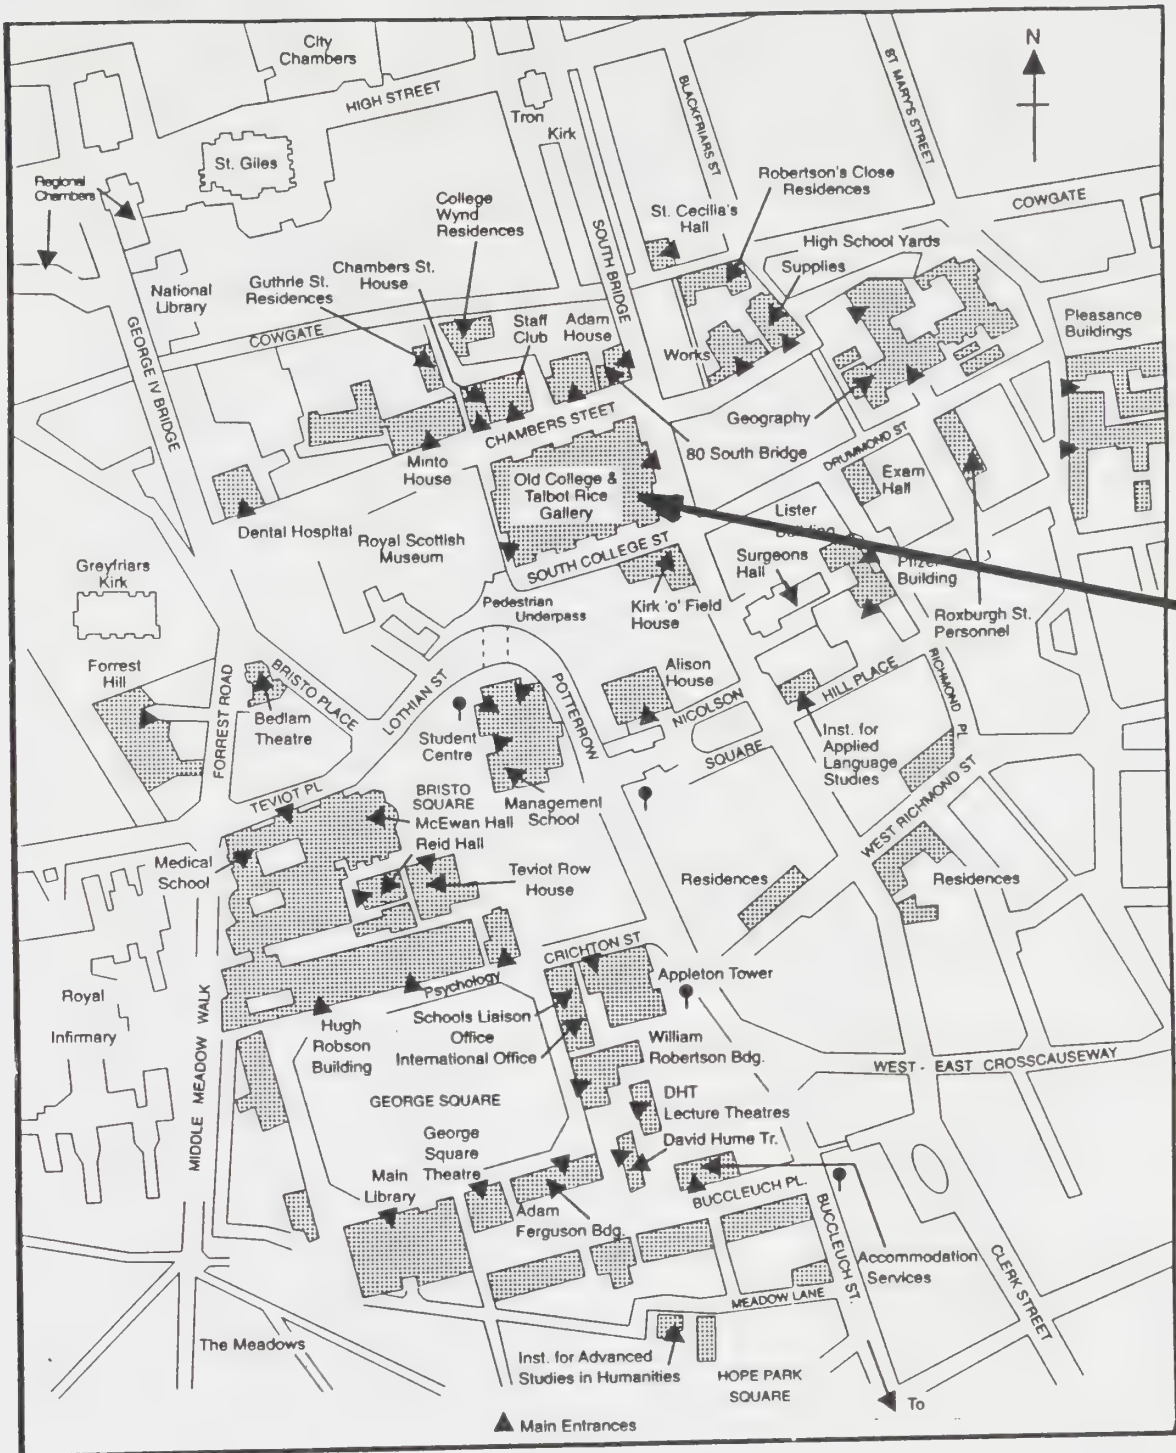 City
Chambers
HIGH STREET
Tron
Kirk
BLACKFRIARS ST
ST MARY'S STREET
N
St. Giles
Regional
Chambers
Robertson's Close
Residences
COWGATE
College
Wynd
Residences
St. Cecilia's
Hall
SOUTH BRIDGE
High School Yards
Supplies
Chambers St.
House
Guthrie St.
Residences
National
Library
GEORGE IV BRIDGE
COWGATE
Staff
Club
Adam
House
Works
Pleasance
Buildings
CHAMBERS STEET
Geography
80 South Bridge
DRUMMOND ST
Minto
House
Exam
Hall
Old College &
Talbot Rice
Gallery
Dental Hospital
Royal Scottish
Museum
Lister
SOUTH COLLEGE ST
Surgeons
Hall
Pfizer
Building
Greyfriars
Kirk
Pedestrian
Underpass
Kirk 'o' Field
House
Roxburgh St.
Personnel
Forrest
Hill
FORREST ROAD
BRISTO PLACE
Bedlam
Theatre
LOTHIAN ST
POTTERROW
Alison
House
NICOLSON
SQUARE
HILL PLACE
RICHMOND PL
Student
Centre
Inst. for
Applied
Language
Studies
TEVIOT PL
BRISTO
SQUARE
Management
School
McEwan Hall
Reid Hall
WEST RICHMOND ST
Medical
School
Teviot Row
House
Residences
Residences
CRICHTON ST
Appleton Tower
Psychology
Royal
Infirmary
MIDDLE MEADOW WALK
Hugh
Robson
Building
Schools Liaison
Office
International Office
William
Robertson Bdg.
WEST - EAST CROSSCAUSEWAY
GEORGE SQUARE
DHT
Lecture Theatres
George
Square
Theatre
David Hume Tr.
Main
Library
BUCCLEUCH PL.
Adam
Ferguson Bdg.
BUCCLEUCH ST.
Accommodation
Services
CLERK STREET
MEADOW LANE
The Meadows
Inst. for Advanced
Studies in Humanities
HOPE PARK
SQUARE
To
Main Entrances